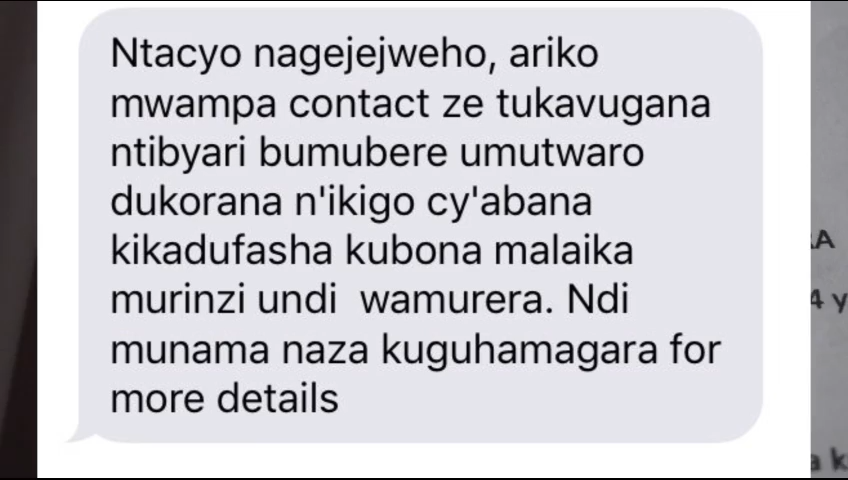 Ntacyo nagejejweho, ariko
mwampa contact ze tukavugana
ntibyari bumubere umutwaro
dukorana n'ikigo cy'abana
kikadufasha kubona malaika
murinzi undi  wamurera. Ndi
munama naza kuguhamagara for
more details